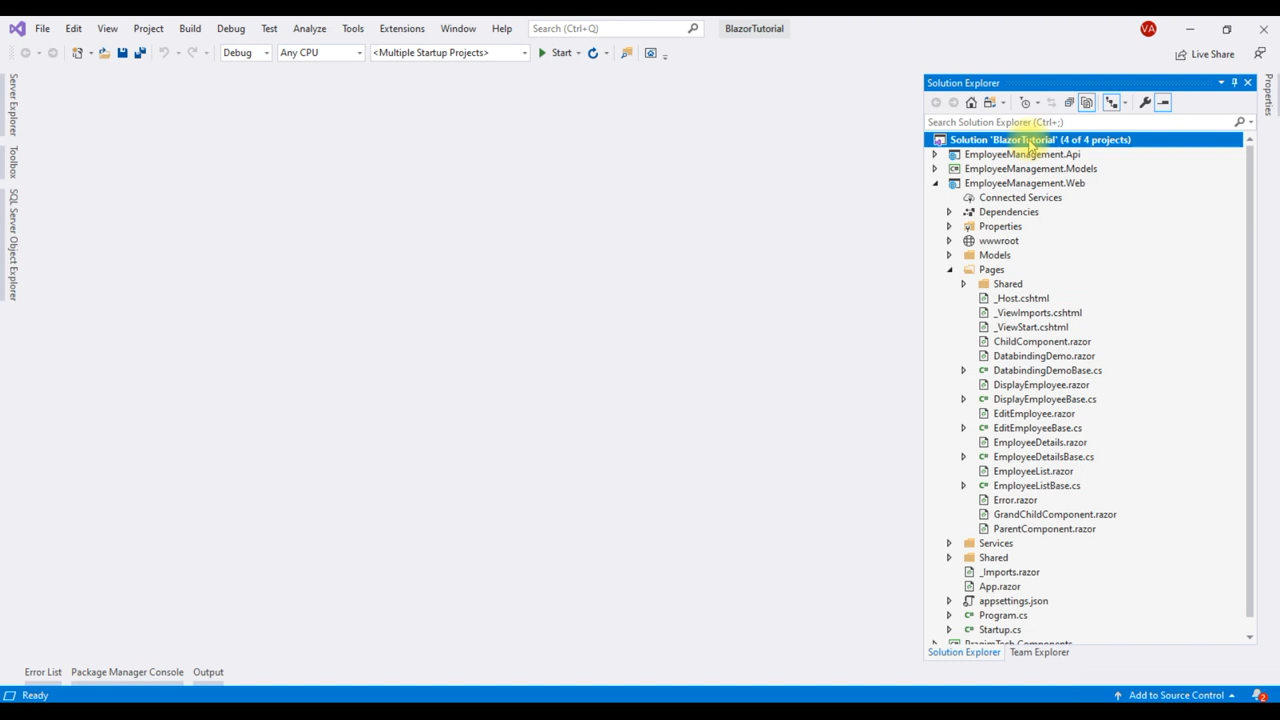 File Edit View Project Build Debug Test Analyze Tools Extensions Window Help Search (Ctrl+Q) BlazorTutorial VA
Debug Any CPU <Multiple Startup Projects> Start Live Share
Server Explorer
Toolbox
SQL Server Object Explorer
Solution Explorer
Properties
Search Solution Explorer (Ctrl+;)
Solution 'BlazorTutorial' (4 of 4 projects)
EmployeeManagement.Api
EmployeeManagement.Models
EmployeeManagement.Web
Connected Services
Dependencies
Properties
wwwroot
Models
Pages
Shared
_Host.cshtml
_ViewImports.cshtml
_ViewStart.cshtml
ChildComponent.razor
DatabindingDemo.razor
DatabindingDemoBase.cs
DisplayEmployee.razor
DisplayEmployeeBase.cs
EditEmployee.razor
EditEmployeeBase.cs
EmployeeDetails.razor
EmployeeDetailsBase.cs
EmployeeList.razor
EmployeeListBase.cs
Error.razor
GrandChildComponent.razor
ParentComponent.razor
Services
Shared
_Imports.razor
App.razor
appsettings.json
Program.cs
Startup.cs
PragimTech.Components
Solution Explorer Team Explorer
Error List Package Manager Console Output
Ready Add to Source Control 2